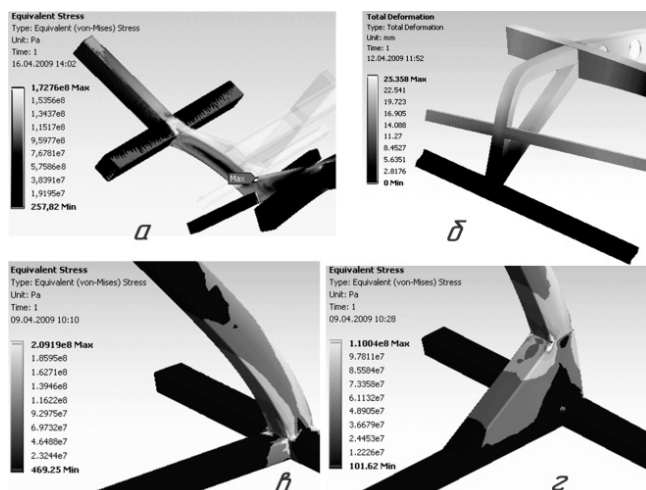 Equivalent Stress
Type: Equivalent (von-Mises) Stress
Unit: Pa
Time: 1
16.04.2009 14:02
1,7276e8 Max
1,5356e8
1,3437e8
1,1517e8
9,5977e7
7,6781e7
5,7586e8
3,8391e7
1,9195e7
257,82 Min
Max
а
Total Deformation
Type: Total Deformation
Unit: mm
Time: 1
12.04.2009 11:52
25.358 Max
22.541
19.723
16.905
14.088
11.27
8.4527
5.6351
2.8176
0 Min
б
Equivalent Stress
Type: Equivalent (von-Mises) Stress
Unit: Pa
Time: 1
09.04.2009 10:10
2.0919e8 Max
1.8595e8
1.6271e8
1.3946e8
1.1622e8
9.2975e7
6.9732e7
4.6488e7
2.3244e7
469.25 Min
в
Equivalent Stress
Type: Equivalent (von-Mises) Stress
Unit: Pa
Time: 1
09.04.2009 10:28
1.1004e8 Max
9.7811e7
8.5584e7
7.3358e7
6.1132e7
4.8905e7
3.6679e7
2.4453e7
1.2226e7
101.62 Min
г